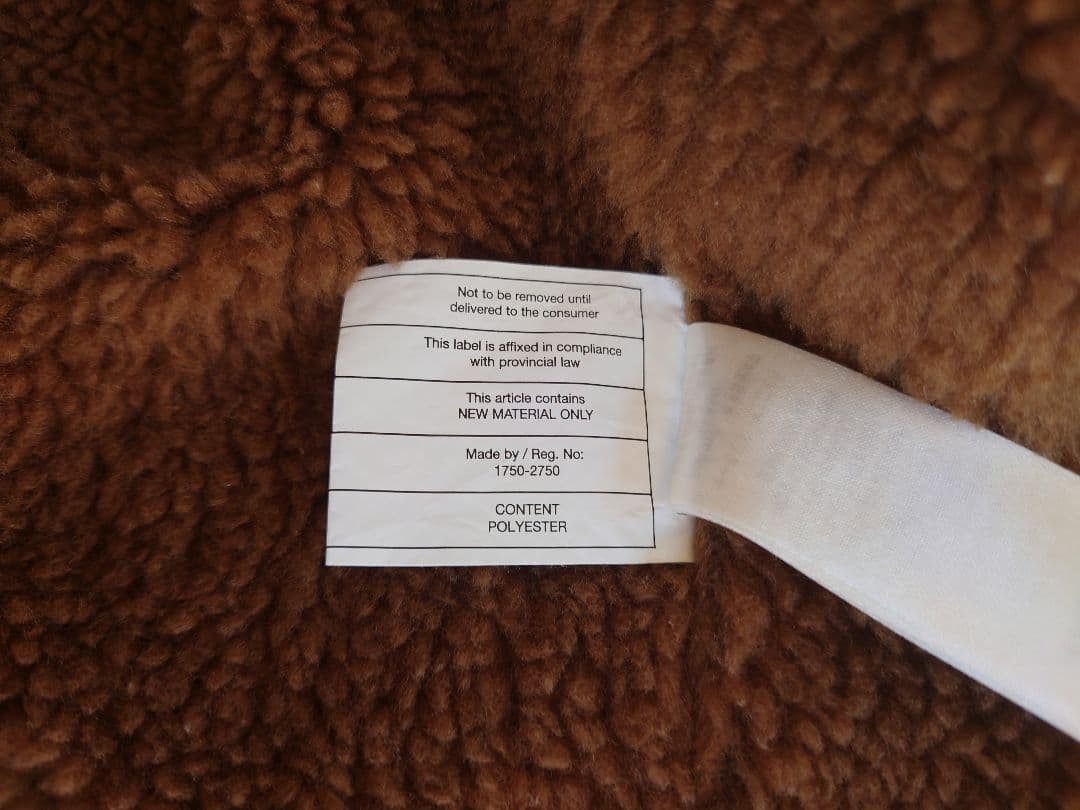 Not to be removed until
delivered to the consumer
This label is affixed in compliance
with provincial law
This article contains
NEW MATERIAL ONLY
Made by / Reg. No:
1750-2750
CONTENT
POLYESTER